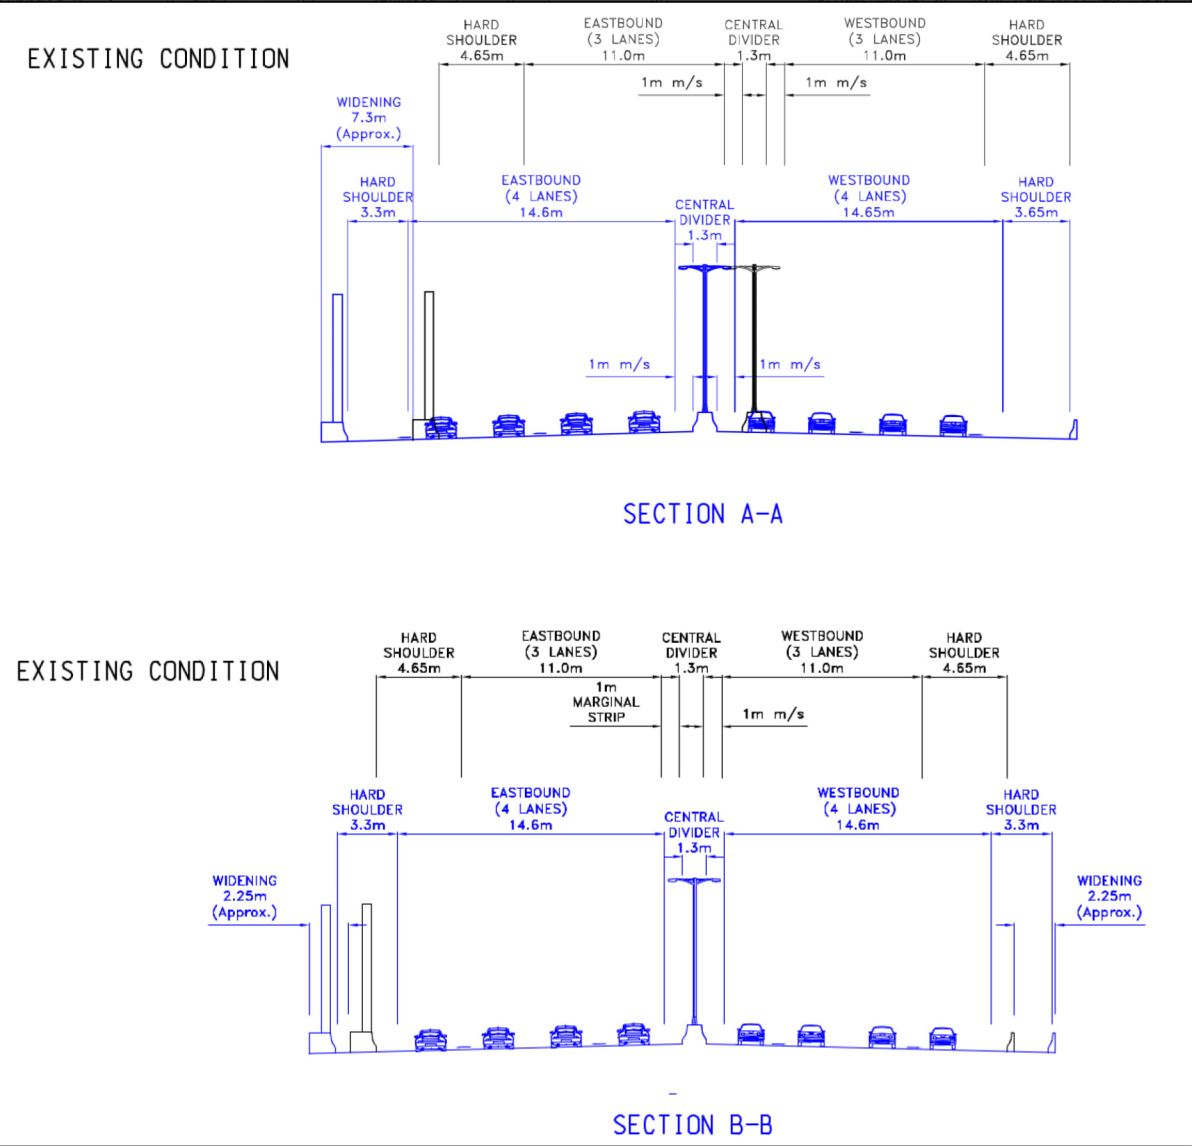 EXISTING CONDITION
HARD
SHOULDER
4.65m
EASTBOUND
(3 LANES)
11.0m
CENTRAL
DIVIDER
1.3m
WESTBOUND
(3 LANES)
11.0m
HARD
SHOULDER
4.65m
1m m/s
1m m/s
WIDENING
7.3m
(Approx.)
HARD
SHOULDER
3.3m
EASTBOUND
(4 LANES)
14.6m
CENTRAL
DIVIDER
1.3m
WESTBOUND
(4 LANES)
14.65m
HARD
SHOULDER
3.65m
1m m/s
1m m/s
SECTION A-A
EXISTING CONDITION
HARD
SHOULDER
4.65m
EASTBOUND
(3 LANES)
11.0m
CENTRAL
DIVIDER
1.3m
WESTBOUND
(3 LANES)
11.0m
HARD
SHOULDER
4.65m
1m
MARGINAL
STRIP
1m m/s
HARD
SHOULDER
3.3m
EASTBOUND
(4 LANES)
14.6m
CENTRAL
DIVIDER
1.3m
WESTBOUND
(4 LANES)
14.6m
HARD
SHOULDER
3.3m
WIDENING
2.25m
(Approx.)
WIDENING
2.25m
(Approx.)
SECTION B-B